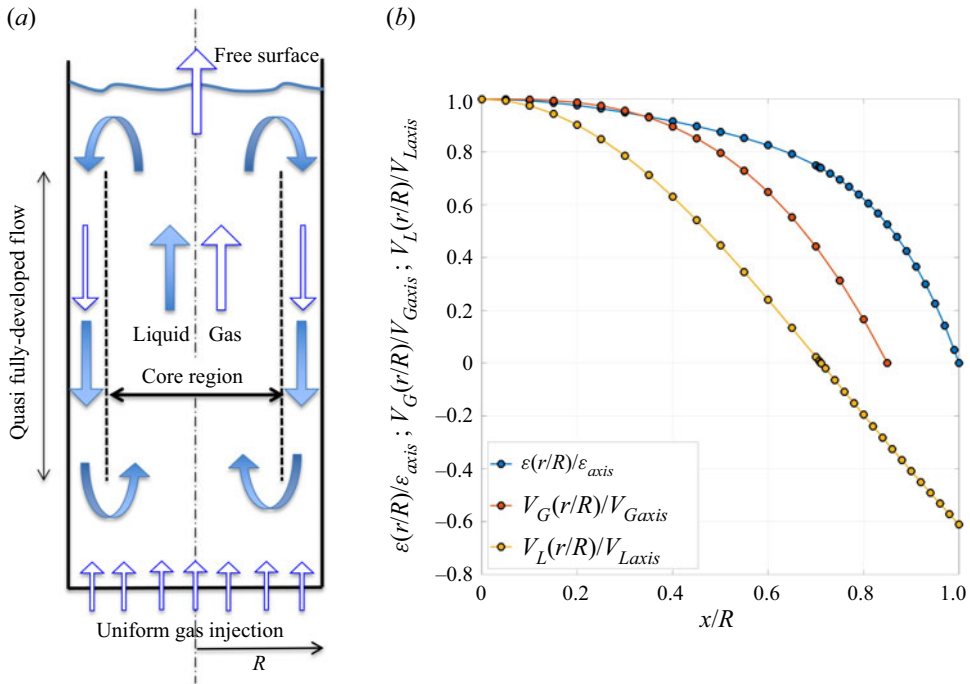 (a)
Free surface
Quasi fully-developed flow
Liquid
Gas
Core region
Uniform gas injection
R
(b)
ε(r/R)/ε_axis ; V_G(r/R)/V_Gaxis ; V_L(r/R)/V_Laxis
1.0
0.8
0.6
0.4
0.2
0
–0.2
–0.4
–0.6
–0.8
ε(r/R)/ε_axis
V_G(r/R)/V_Gaxis
V_L(r/R)/V_Laxis
0 0.2 0.4 0.6 0.8 1.0
x/R